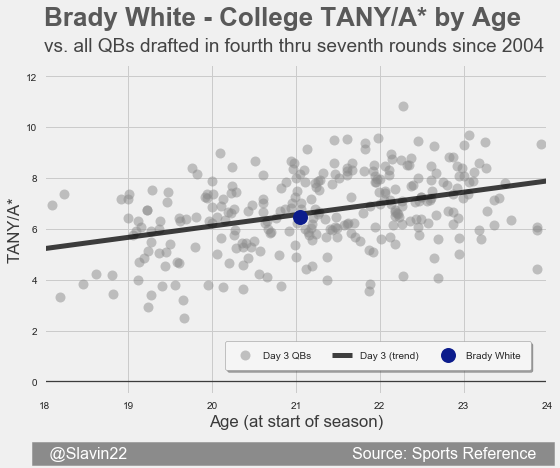 Brady White - College TANY/A* by Age
vs. all QBs drafted in fourth thru seventh rounds since 2004
12
10
8
6
4
2
0
TANY/A*
Day 3 QBs
Day 3 (trend)
Brady White
18 19 20 21 22 23 24
Age (at start of season)
@Slavin22 Source: Sports Reference